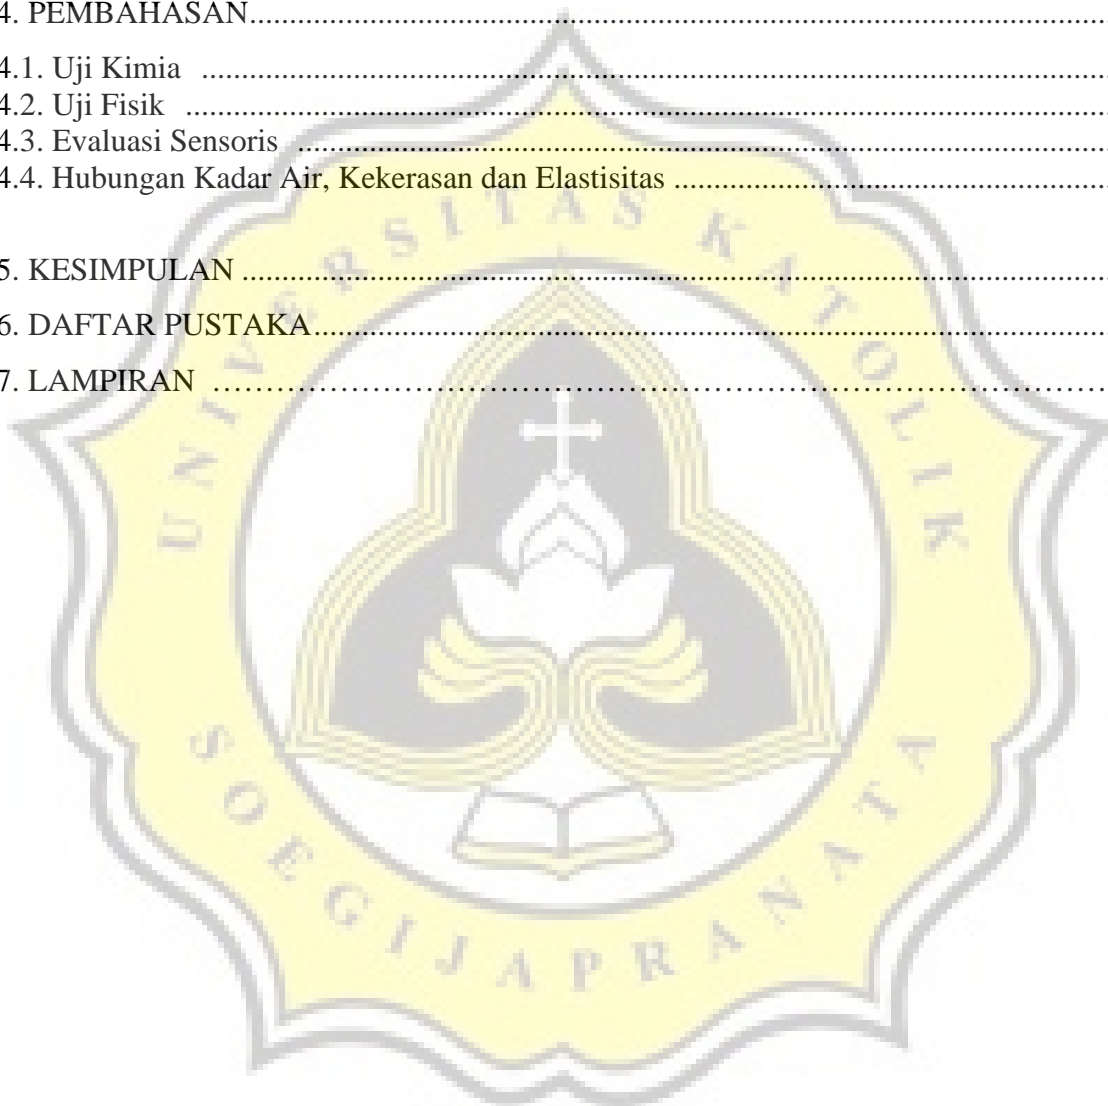 4. PEMBAHASAN..........................................................................................
4.1. Uji Kimia ..........................................................................................
4.2. Uji Fisik ..........................................................................................
4.3. Evaluasi Sensoris ..........................................................................................
4.4. Hubungan Kadar Air, Kekerasan dan Elastisitas ..........................................................
5. KESIMPULAN ..........................................................................................
6. DAFTAR PUSTAKA..........................................................................................
7. LAMPIRAN ..........................................................................................
UNIVERSITAS KATOLIK
SOEGIJAPRANATA